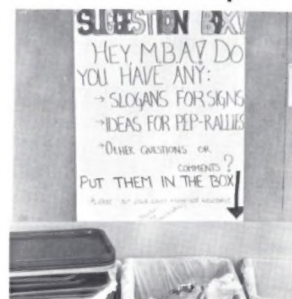 SUGGESTION BOX!
HEY, MBA! DO
YOU HAVE ANY:
→ SLOGANS FOR SIGNS
→ IDEAS FOR PEP-RALLIES
→ OTHER QUESTIONS OR
COMMENTS?
PUT THEM IN THE BOX